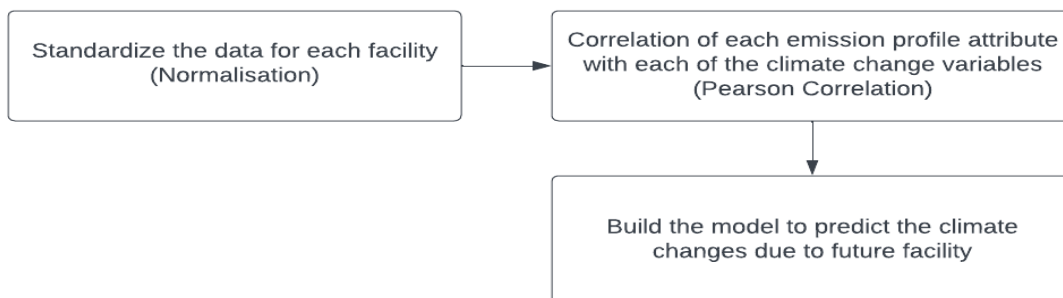 Standardize the data for each facility
(Normalisation)
Correlation of each emission profile attribute
with each of the climate change variables
(Pearson Correlation)
Build the model to predict the climate
changes due to future facility